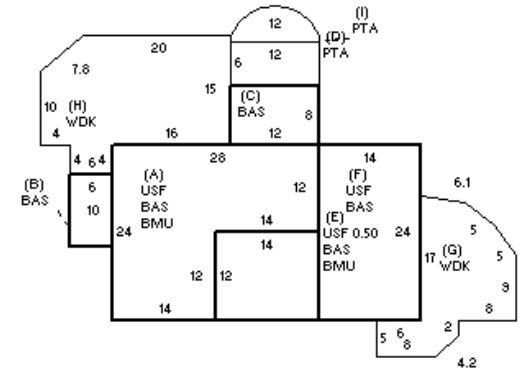 (I)
PTA
12
(D)
PTA
12
20
6
7.8
15
(C)
BAS
8
10
(H)
WDK
4
16
12
4 6 4
28
14
(B)
BAS
6
10
(A)
USF
BAS
BMU
12
(F)
USF
BAS
6.1
14
(E)
USF 0.50
BAS
BMU
24
24
14
17
(G)
WDK
5
5
12
12
9
14
8
2
5
6
8
4.2